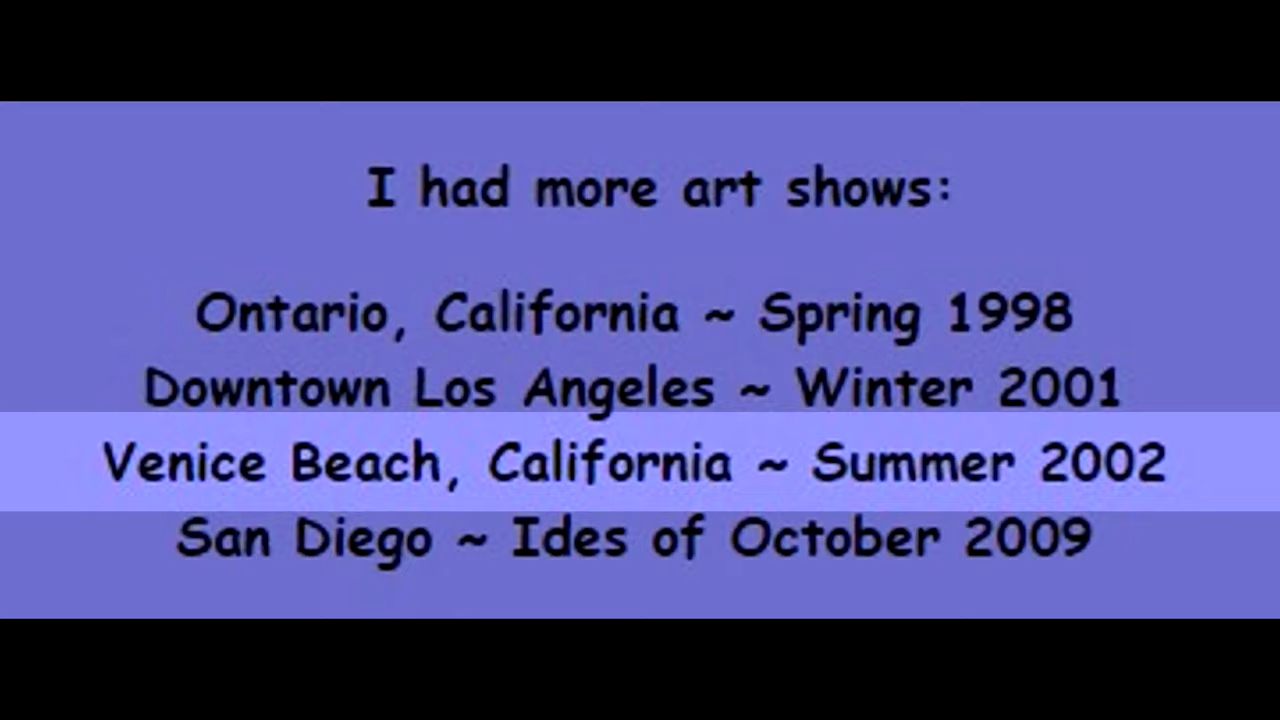 I had more art shows:
Ontario, California ~ Spring 1998
Downtown Los Angeles ~ Winter 2001
Venice Beach, California ~ Summer 2002
San Diego ~ Ides of October 2009